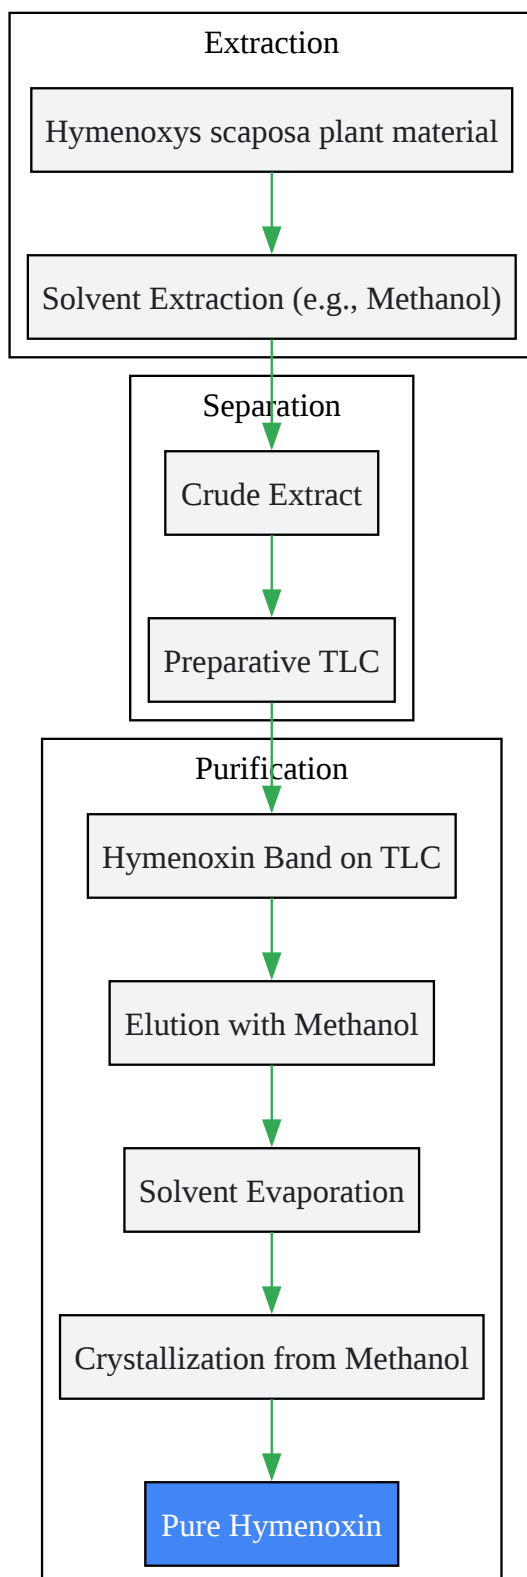 Extraction
Hymenoxys scaposa plant material
Solvent Extraction (e.g., Methanol)
Separation
Crude Extract
Preparative TLC
Purification
Hymenoxin Band on TLC
Elution with Methanol
Solvent Evaporation
Crystallization from Methanol
Pure Hymenoxin